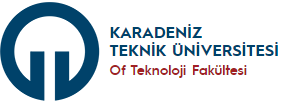 KARADENİZ
TEKNİK ÜNİVERSİTESİ
Of Teknoloji Fakültesi